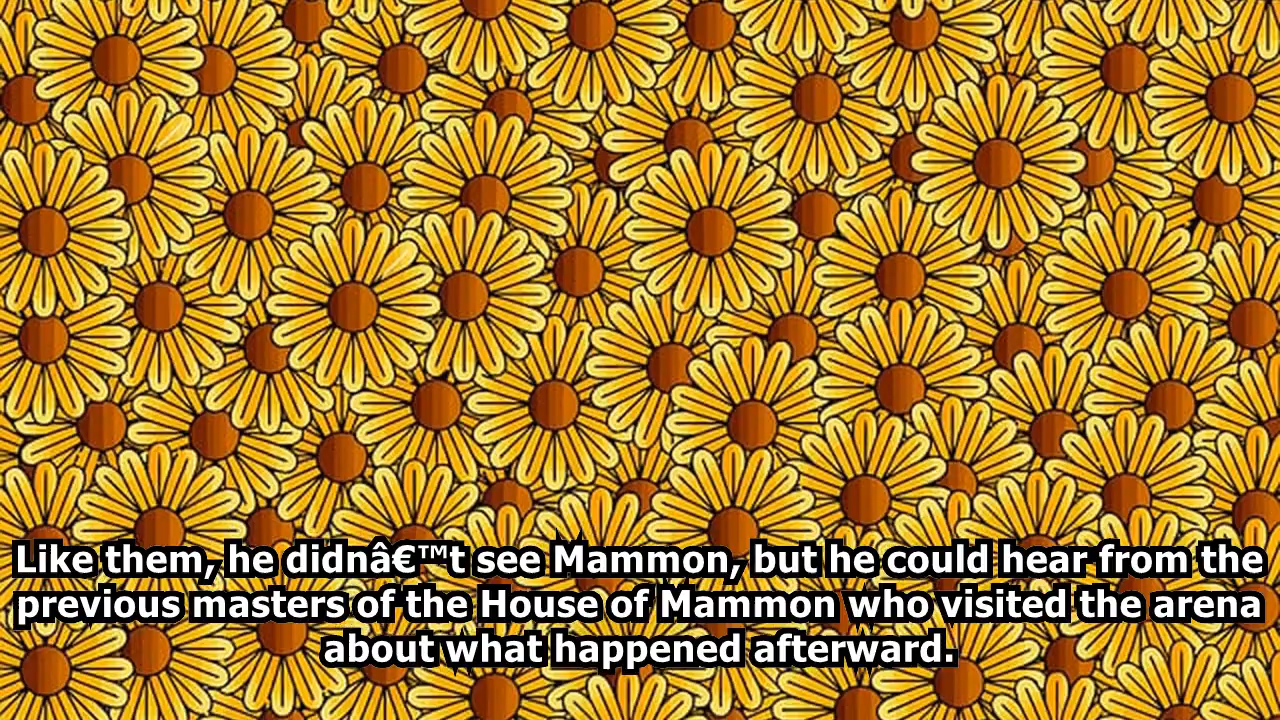 Like them, he didnâ€™t see Mammon, but he could hear from the
previous masters of the House of Mammon who visited the arena
about what happened afterward.